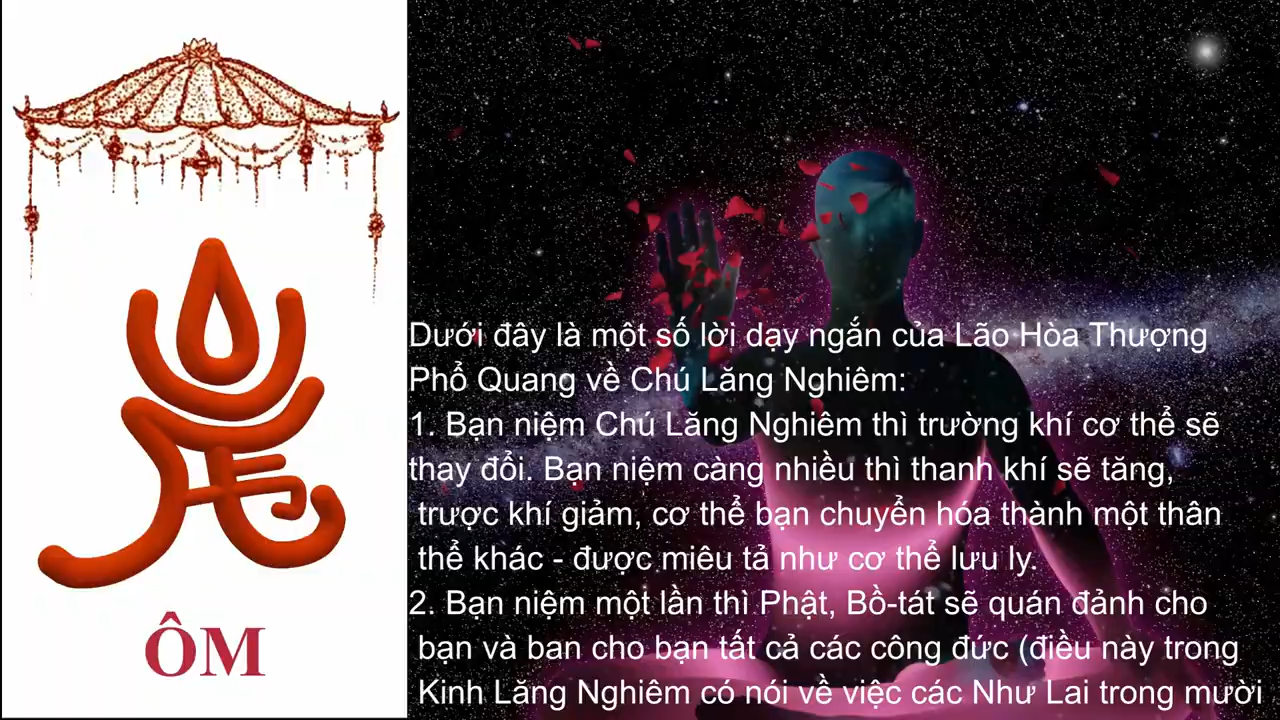 ÔM
Dưới đây là một số lời dạy ngắn của Lão Hòa Thượng
Phổ Quang về Chú Lăng Nghiêm:
1. Bạn niệm Chú Lăng Nghiêm thì trường khí cơ thể sẽ
thay đổi. Bạn niệm càng nhiều thì thanh khí sẽ tăng,
trược khí giảm, cơ thể bạn chuyển hóa thành một thân
thể khác - được miêu tả như cơ thể lưu ly.
2. Bạn niệm một lần thì Phật, Bồ-tát sẽ quán đảnh cho
bạn và ban cho bạn tất cả các công đức (điều này trong
Kinh Lăng Nghiêm có nói về việc các Như Lai trong mười